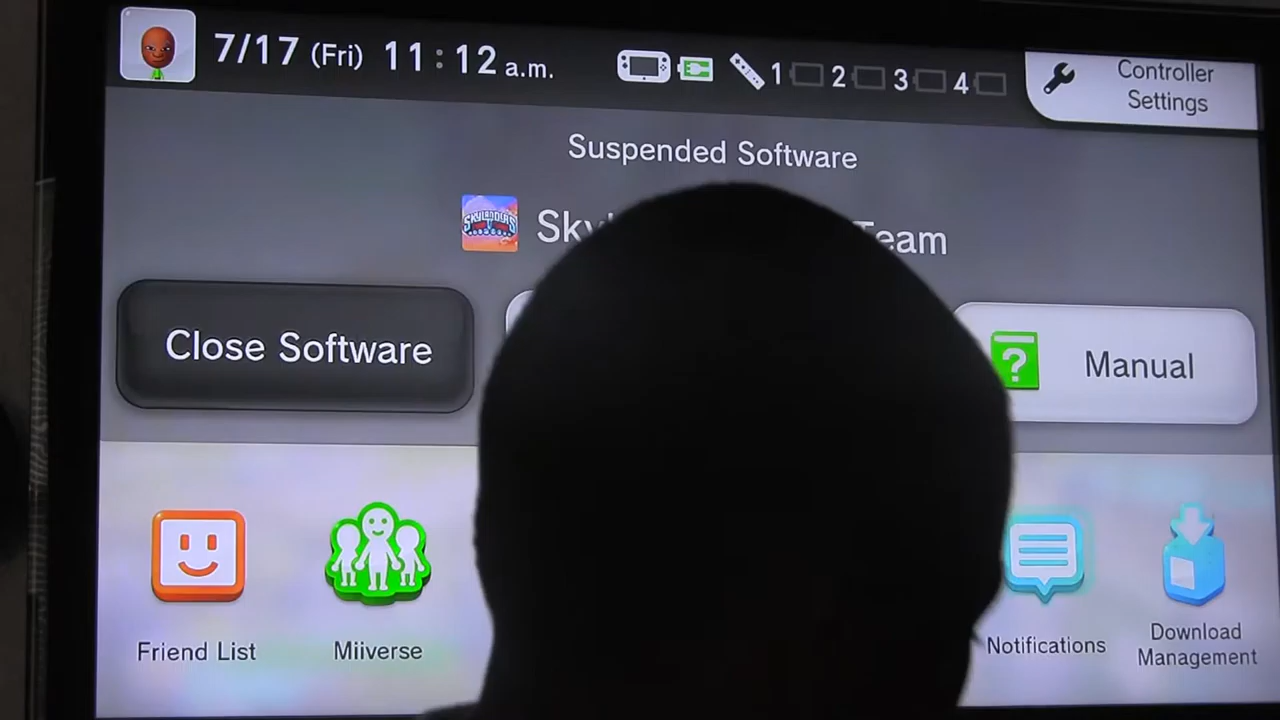 7/17 (Fri) 11:12 a.m. 1 2 3 4
Controller
Settings
Suspended Software
SKYLANDERS
Team
Close Software
Manual
Friend List
Miiverse
Notifications
Download
Management